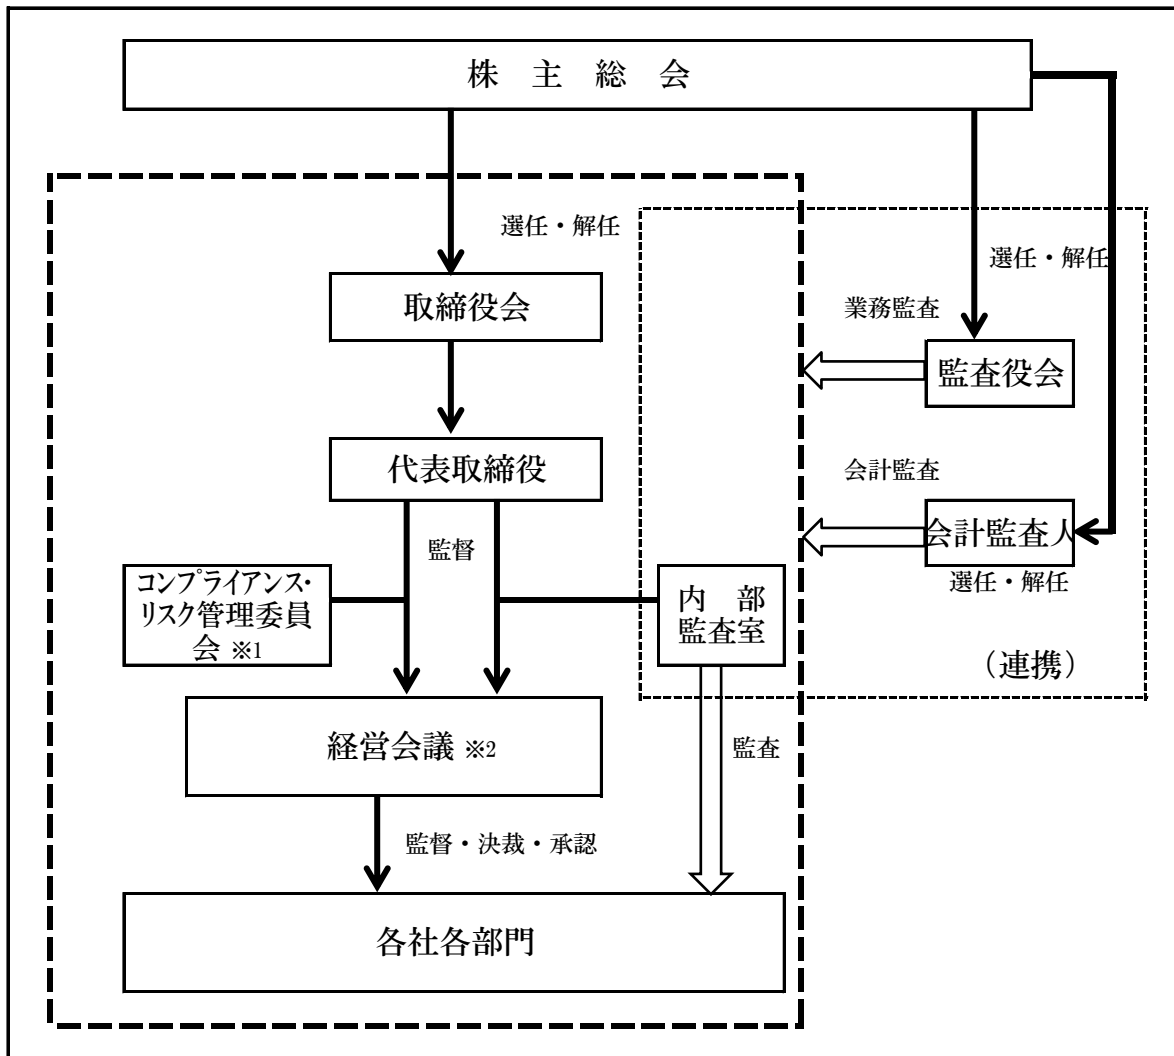 株 主 総 会
選任・解任
選任・解任
取締役会
業務監査
監査役会
代表取締役
会計監査
会計監査人
選任・解任
監督
コンプライアンス・
リスク管理委員
会 ※1
内 部
監査室
（連携）
経営会議 ※2
監査
監督・決裁・承認
各社各部門